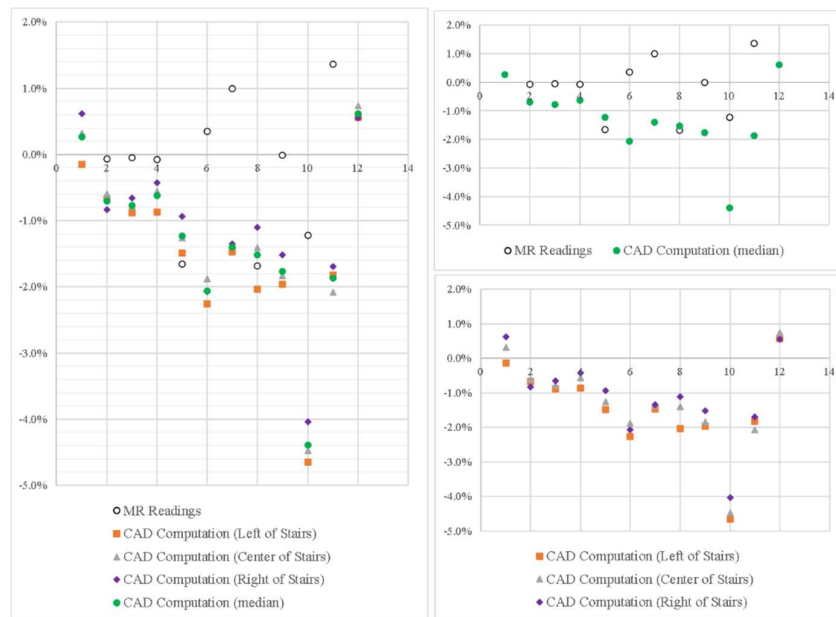 2.0%
1.0%
0.0%
0 2 4 6 8 10 12 14
-1.0%
-2.0%
-3.0%
-4.0%
-5.0%
MR Readings
CAD Computation (Left of Stairs)
CAD Computation (Center of Stairs)
CAD Computation (Right of Stairs)
CAD Computation (median)
2.0%
1.0%
0.0%
0 2 4 6 8 10 12 14
-1.0%
-2.0%
-3.0%
-4.0%
-5.0%
MR Readings CAD Computation (median)
2.0%
1.0%
0.0%
0 2 4 6 8 10 12 14
-1.0%
-2.0%
-3.0%
-4.0%
-5.0%
CAD Computation (Left of Stairs)
CAD Computation (Center of Stairs)
CAD Computation (Right of Stairs)